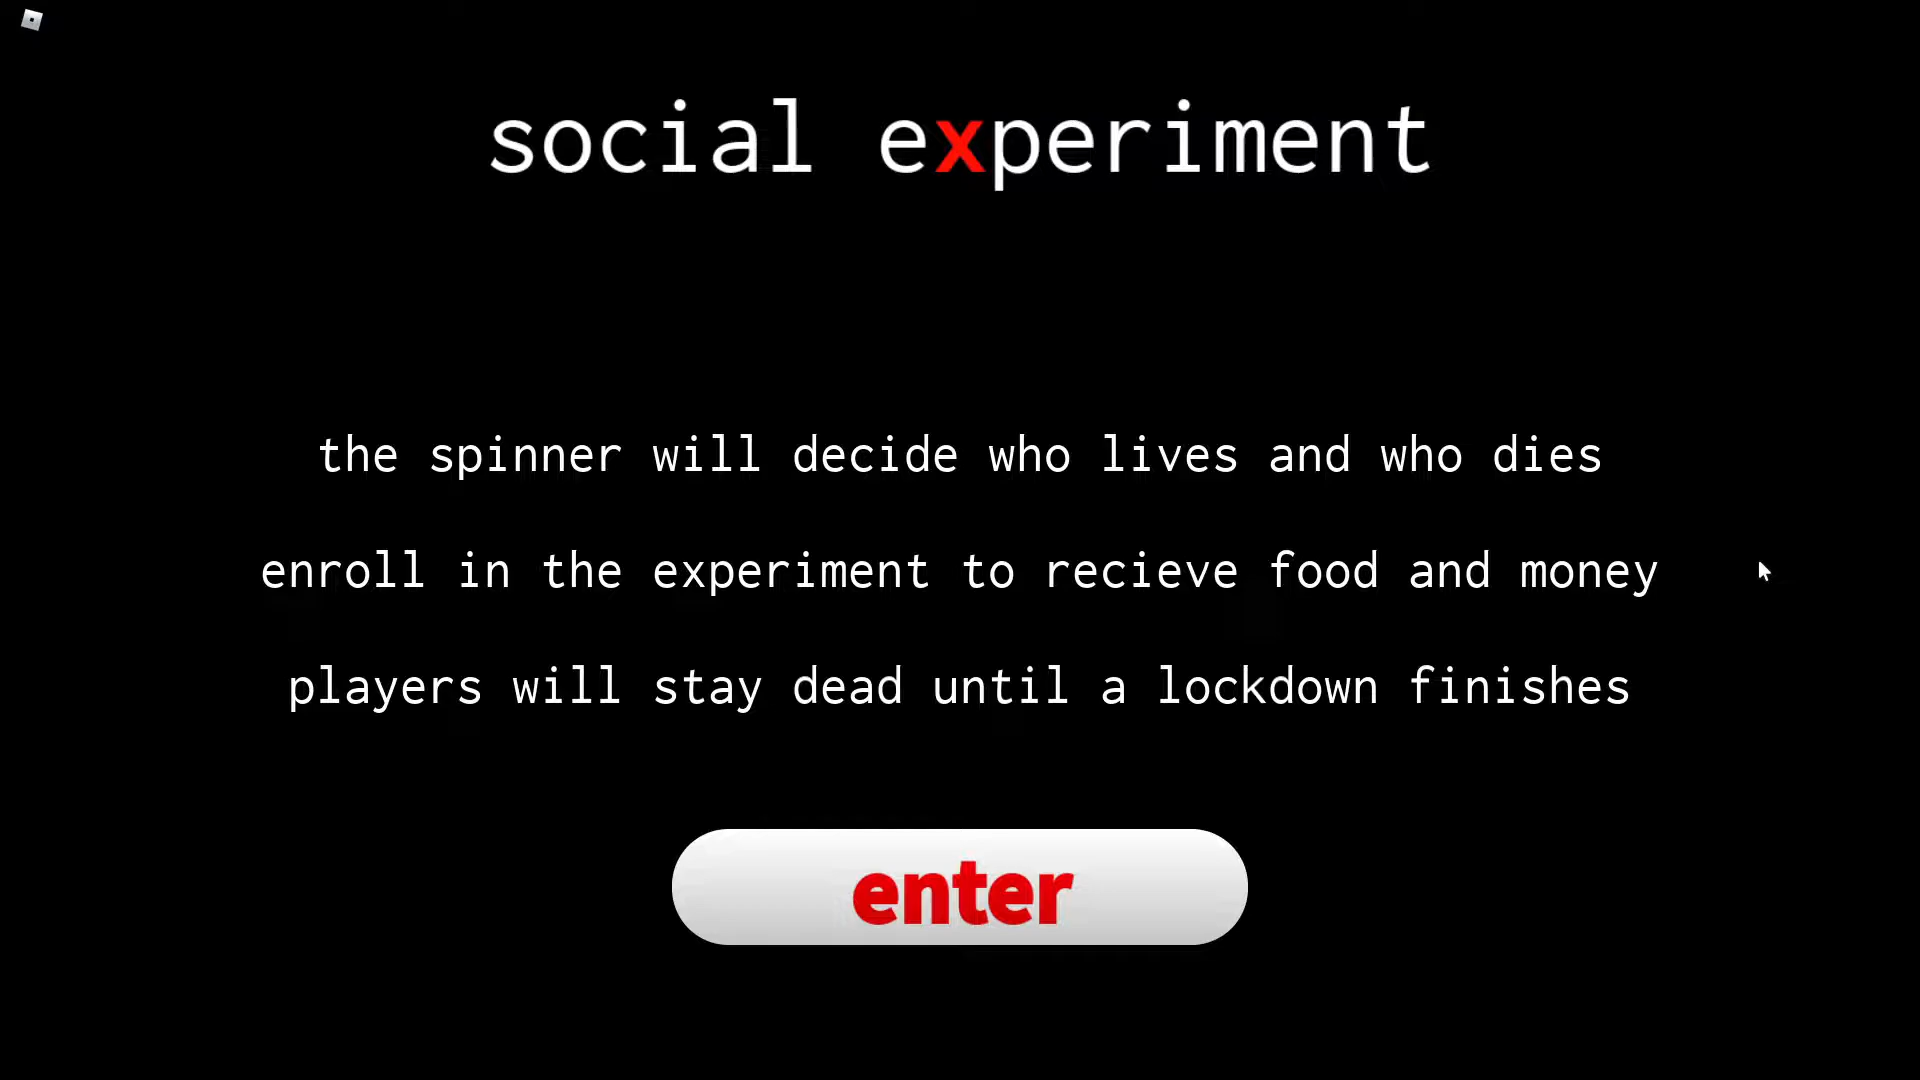 social experiment
the spinner will decide who lives and who dies
enroll in the experiment to recieve food and money
players will stay dead until a lockdown finishes
enter